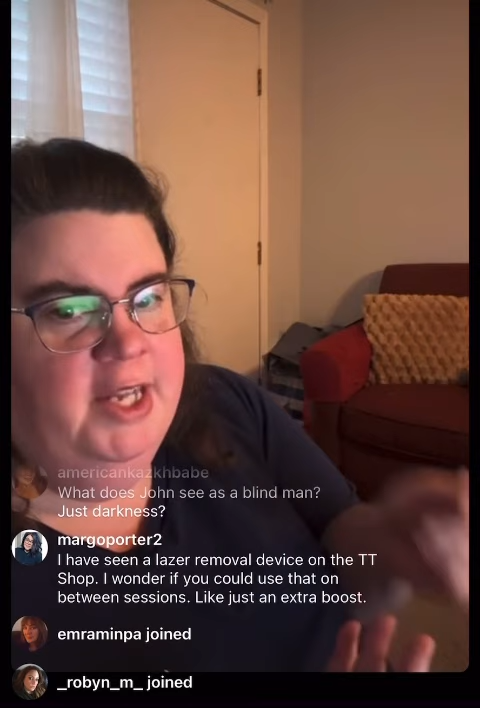 americankazkhbabe
What does John see as a blind man?
Just darkness?
margoporter2
I have seen a lazer removal device on the TT
Shop. I wonder if you could use that on
between sessions. Like just an extra boost.
emraminpa joined
_robyn_m_ joined